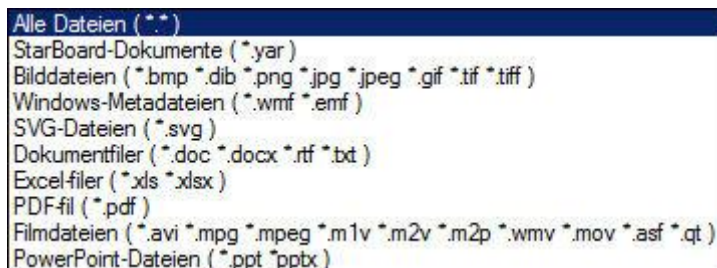 Alle Dateien ( *.* )
StarBoard-Dokumente ( *.yar )
Bilddateien ( *.bmp *.dib *.png *.jpg *.jpeg *.gif *.tif *.tiff )
Windows-Metadateien ( *.wmf *.emf )
SVG-Dateien ( *.svg )
Dokumentfiler ( *.doc *.docx *.rtf *.txt )
Excel-filer ( *.xls *.xlsx )
PDF-fil ( *.pdf )
Filmdateien ( *.avi *.mpg *.mpeg *.m1v *.m2v *.m2p *.wmv *.mov *.asf *.qt )
PowerPoint-Dateien ( *.ppt *pptx )